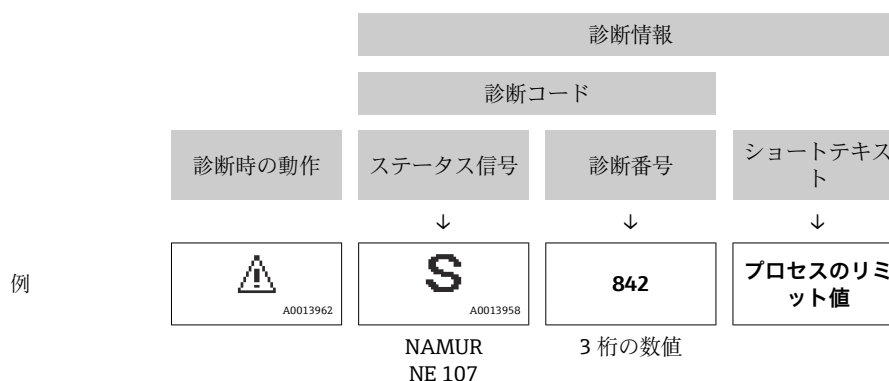 診断情報
診断コード
診断時の動作
ステータス信号
診断番号
ショートテキス
ト
↓ ↓ ↓
例
A0013962
S
A0013958
842
プロセスのリミ
ット値
NAMUR
NE 107
3 桁の数値